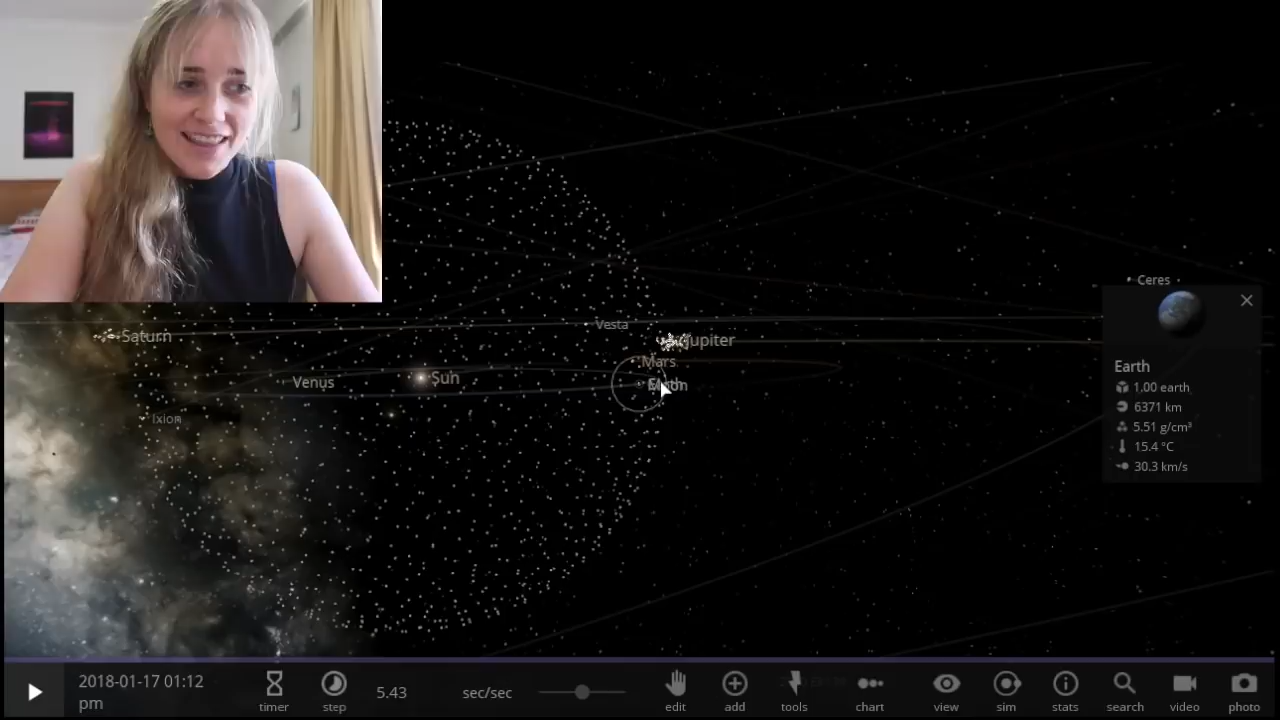 Ceres
Vesta
Saturn
Jupiter
Mars
Venus
Sun
Ixion
Earth
1.00 earth
6371 km
5.51 g/cm³
15.4 °C
30.3 km/s
2018-01-17 01:12
pm
timer
step
5.43
sec/sec
edit
add
tools
chart
view
sim
stats
search
video
photo